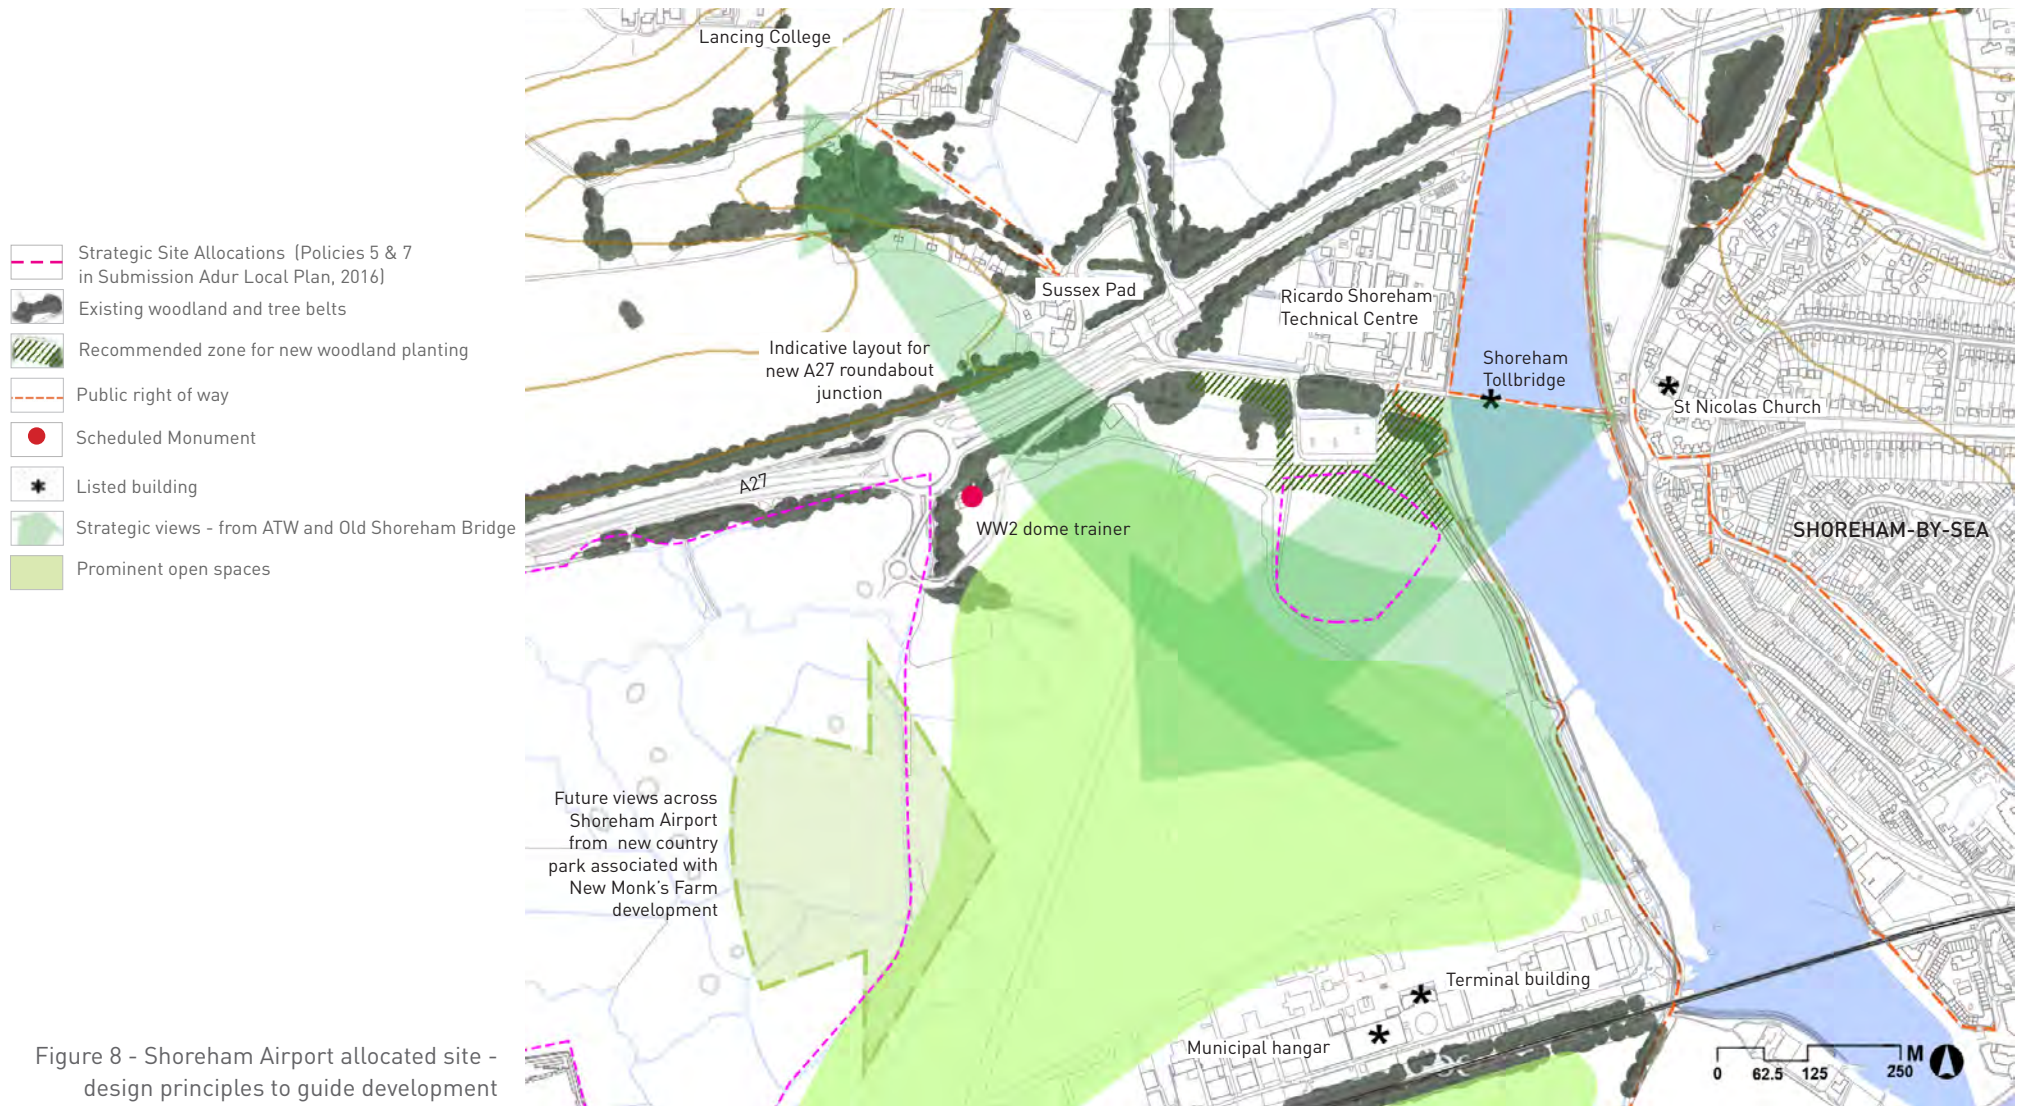 Strategic Site Allocations (Policies 5 & 7
in Submission Adur Local Plan, 2016)
Existing woodland and tree belts
Recommended zone for new woodland planting
Public right of way
Scheduled Monument
Listed building
Strategic views - from ATW and Old Shoreham Bridge
Prominent open spaces
Figure 8 - Shoreham Airport allocated site -
design principles to guide development
Lancing College
Sussex Pad
Ricardo Shoreham
Technical Centre
Indicative layout for
new A27 roundabout
junction
Shoreham
Tollbridge
St Nicolas Church
A27
WW2 dome trainer
SHOREHAM-BY-SEA
Future views across
Shoreham Airport
from new country
park associated with
New Monk's Farm
development
Terminal building
Municipal hangar
M
0 62.5 125 250